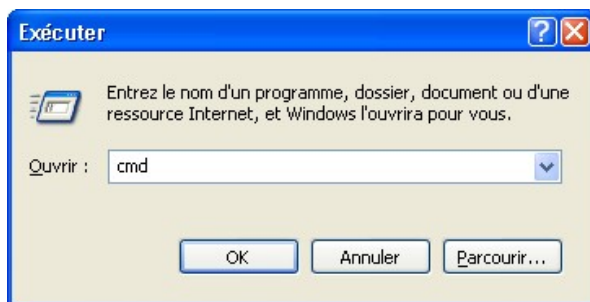 Exécuter
Entrez le nom d'un programme, dossier, document ou d'une
ressource Internet, et Windows l'ouvrira pour vous.
Ouvrir : cmd
OK Annuler Parcourir...